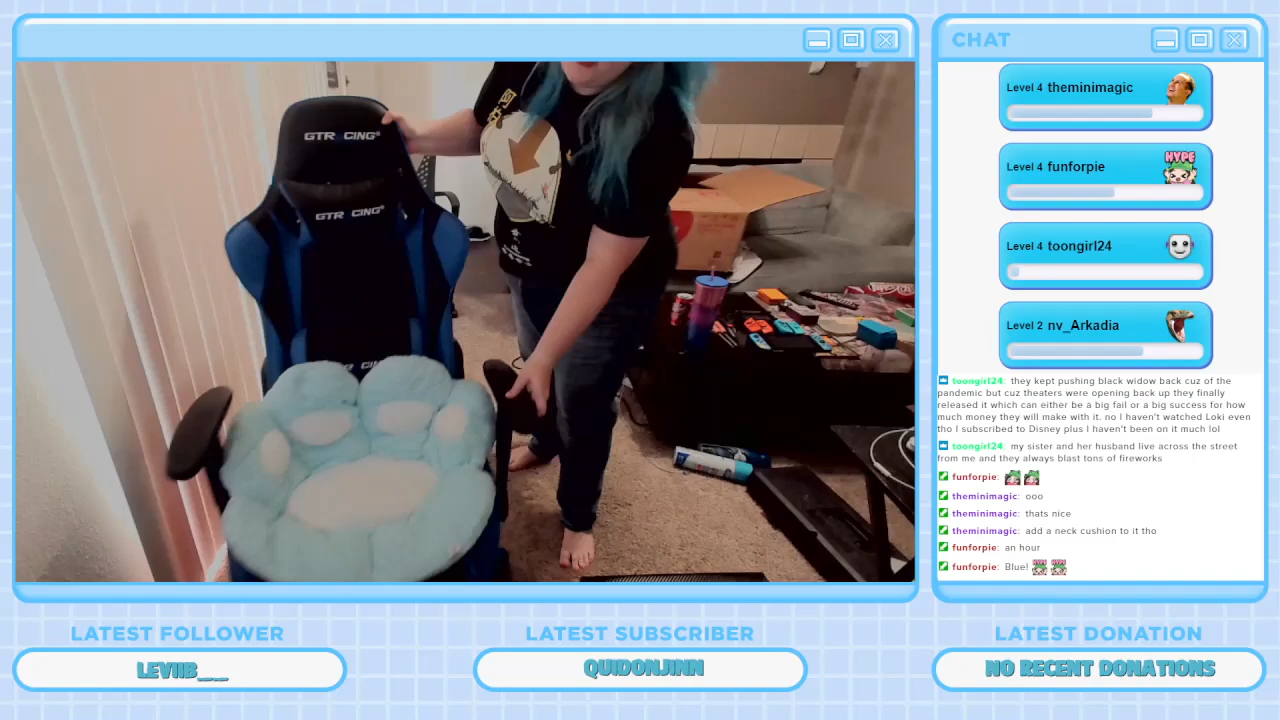 CHAT
GTR CING
GTR CING
Level 4 theminimagic
Level 4 funforpie
HYPE
Level 4 toongirl24
Level 2 nv_Arkadia
toongirl24: they kept pushing black widow back cuz of the
pandemic but cuz theaters were opening back up they finally
released it which can either be a big fail or a big success for how
much money they will make with it. no I haven't watched Loki even
tho I subscribed to Disney plus I haven't been on it much lol
toongirl24: my sister and her husband live across the street
from me and they always blast tons of fireworks
funforpie:
theminimagic: ooo
theminimagic: thats nice
theminimagic: add a neck cushion to it tho
funforpie: an hour
funforpie: Blue!
LATEST FOLLOWER
LATEST SUBSCRIBER
LATEST DONATION
LEVIIB__
QUIDONJINN
NO RECENT DONATIONS